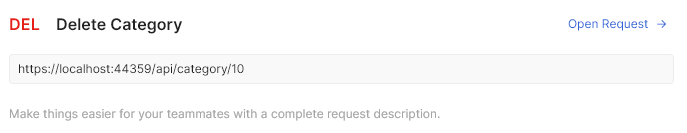 DEL Delete Category Open Request →
https://localhost:44359/api/category/10
Make things easier for your teammates with a complete request description.